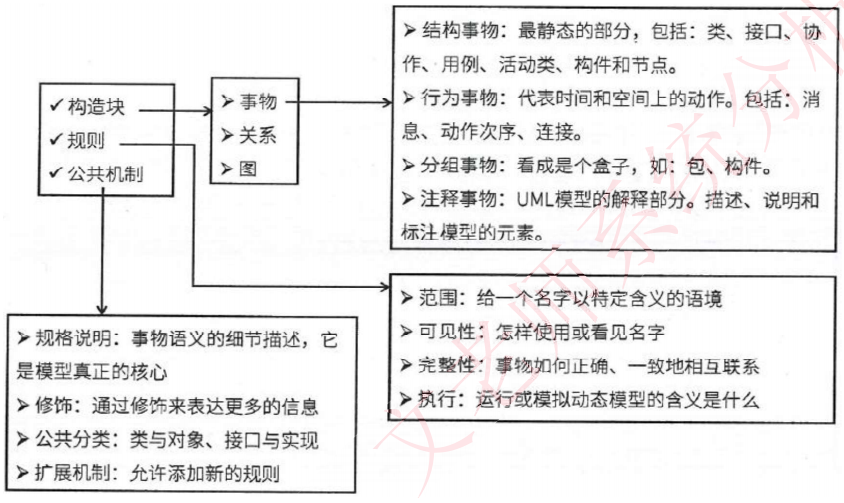 ✓ 构造块
✓ 规则
✓ 公共机制
➢ 事物
➢ 关系
➢ 图
➢ 结构事物：最静态的部分，包括：类、接口、协
作、用例、活动类、构件和节点。
➢ 行为事物：代表时间和空间上的动作。包括：消
息、动作次序、连接。
➢ 分组事物：看成是个盒子，如：包、构件。
➢ 注释事物：UML模型的解释部分。描述、说明和
标注模型的元素。
➢ 范围：给一个名字以特定含义的语境
➢ 可见性：怎样使用或看见名字
➢ 完整性：事物如何正确、一致地相互联系
➢ 执行：运行或模拟动态模型的含义是什么
➢ 规格说明：事物语义的细节描述，它
是模型真正的核心
➢ 修饰：通过修饰来表达更多的信息
➢ 公共分类：类与对象、接口与实现
➢ 扩展机制：允许添加新的规则
文老师系统分析